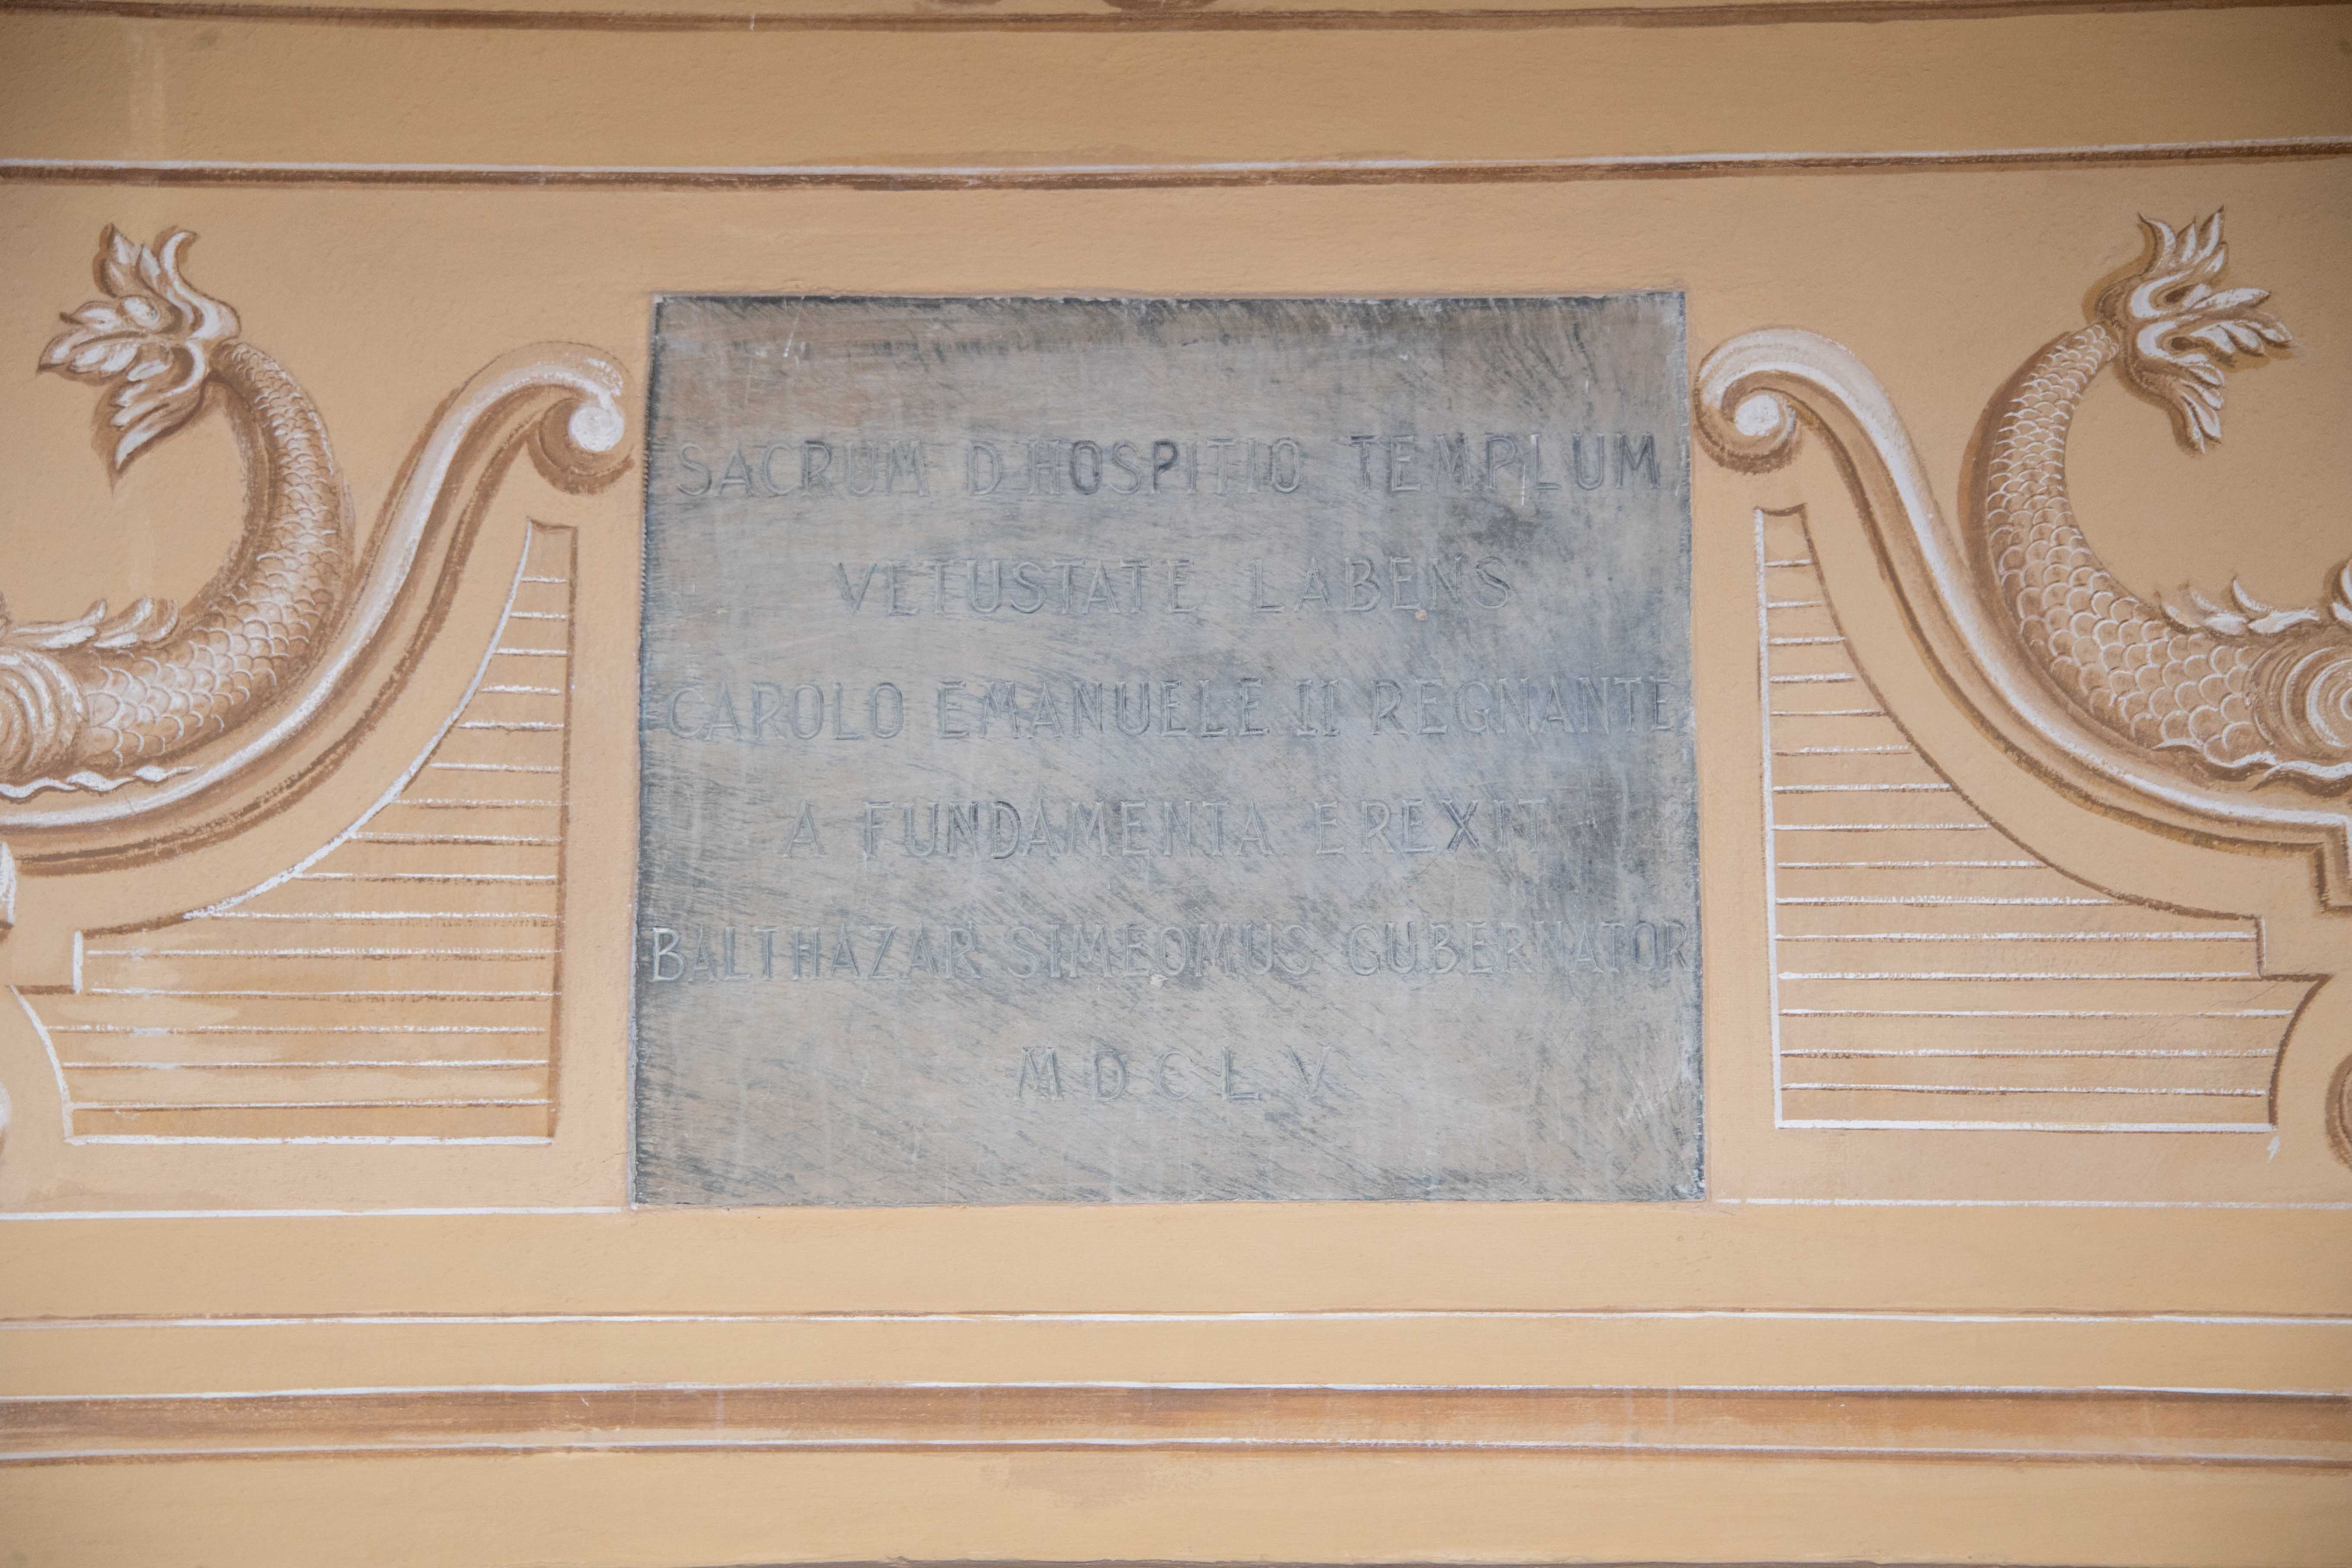 SACRUM D.HOSPITIO TEMPLUM
VETUSTATE LABENS
CAROLO EMANUELE II REGNANTE
A FUNDAMENTA EREXIT
BALTHAZAR SIMEOMUS GUBERNATOR
MDCLV